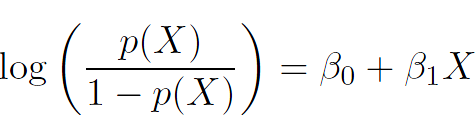 log ( p(X) / 1 − p(X) ) = β₀ + β₁X